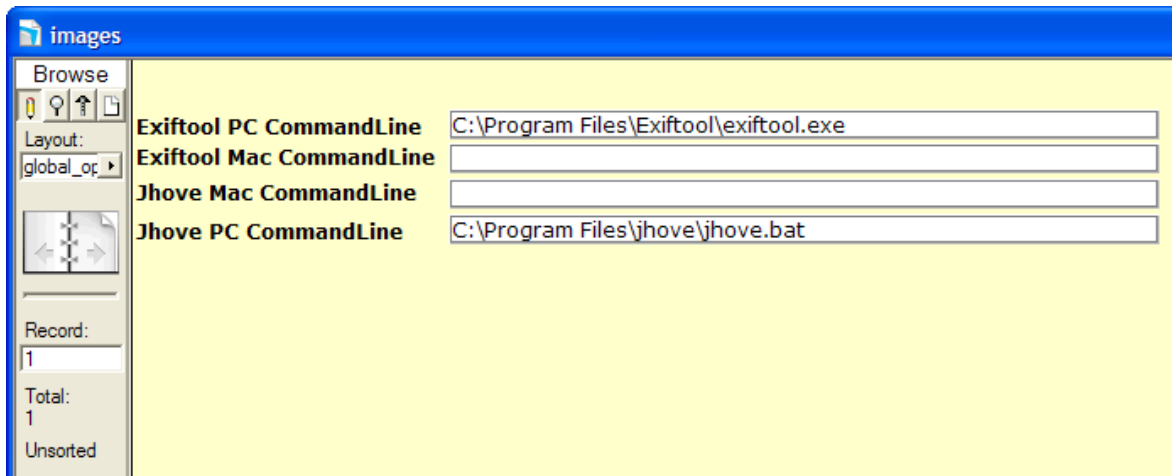 images
Browse
Layout:
global_op
Record:
1
Total:
1
Unsorted
Exiftool PC CommandLine C:\Program Files\Exiftool\exiftool.exe
Exiftool Mac CommandLine
Jhove Mac CommandLine
Jhove PC CommandLine C:\Program Files\jhove\jhove.bat